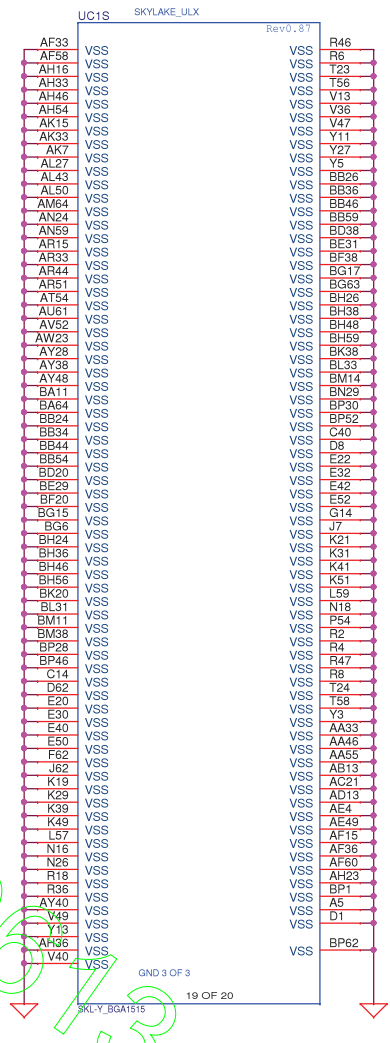 UC1S SKYLAKE_ULX
Rev0.87
AF33 VSS VSS R46
AF58 VSS VSS R6
AH16 VSS VSS T23
AH33 VSS VSS T56
AH46 VSS VSS V13
AH54 VSS VSS V36
AK15 VSS VSS V47
AK33 VSS VSS Y11
AK7 VSS VSS Y27
AL27 VSS VSS Y5
AL43 VSS VSS BB26
AL50 VSS VSS BB36
AM64 VSS VSS BB46
AN24 VSS VSS BB59
AN59 VSS VSS BD38
AR15 VSS VSS BE31
AR33 VSS VSS BF38
AR44 VSS VSS BG17
AR51 VSS VSS BG63
AT54 VSS VSS BH26
AU61 VSS VSS BH38
AV52 VSS VSS BH48
AW23 VSS VSS BH59
AY28 VSS VSS BK38
AY38 VSS VSS BL33
AY48 VSS VSS BM14
BA11 VSS VSS BN29
BA64 VSS VSS BP30
BB24 VSS VSS BP52
BB34 VSS VSS C40
BB44 VSS VSS D8
BB54 VSS VSS E22
BD20 VSS VSS E32
BE29 VSS VSS E42
BF20 VSS VSS E52
BG15 VSS VSS G14
BG6 VSS VSS J7
BH24 VSS VSS K21
BH36 VSS VSS K31
BH46 VSS VSS K41
BH56 VSS VSS K51
BK20 VSS VSS L59
BL31 VSS VSS N18
BM11 VSS VSS P54
BM38 VSS VSS R2
BP28 VSS VSS R4
BP46 VSS VSS R47
C14 VSS VSS R8
D62 VSS VSS T24
E20 VSS VSS T58
E30 VSS VSS Y3
E40 VSS VSS AA33
E50 VSS VSS AA46
F62 VSS VSS AA55
J62 VSS VSS AB13
K19 VSS VSS AC21
K29 VSS VSS AD13
K39 VSS VSS AE4
K49 VSS VSS AE49
L57 VSS VSS AF15
N16 VSS VSS AF36
N26 VSS VSS AF60
R18 VSS VSS AH23
R36 VSS VSS BP1
AY40 VSS VSS A5
V49 VSS VSS D1
Y13 VSS
AH36 VSS VSS BP62
V40 VSS
GND 3 OF 3
19 OF 20
SKL-Y_BGA1515